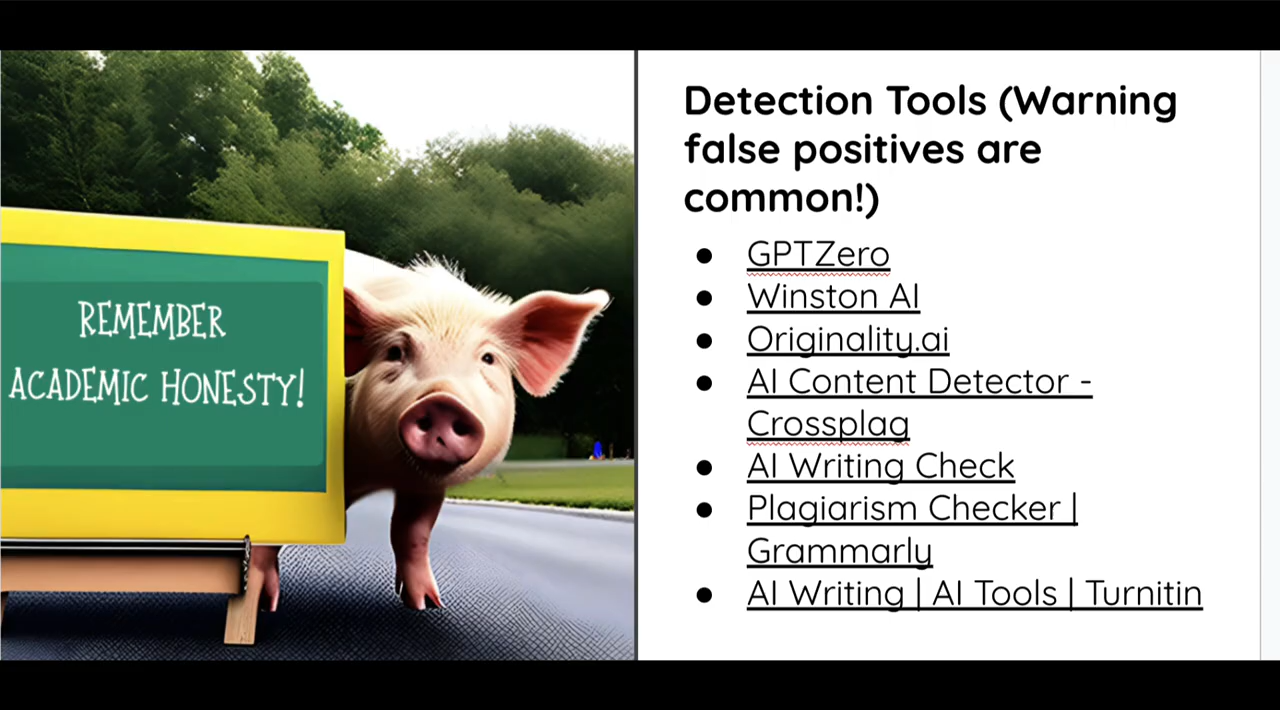 REMEMBER
ACADEMIC HONESTY!
Detection Tools (Warning
false positives are
common!)
● GPTZero
● Winston AI
● Originality.ai
● AI Content Detector -
Crossplag
● AI Writing Check
● Plagiarism Checker |
Grammarly
● AI Writing | AI Tools | Turnitin